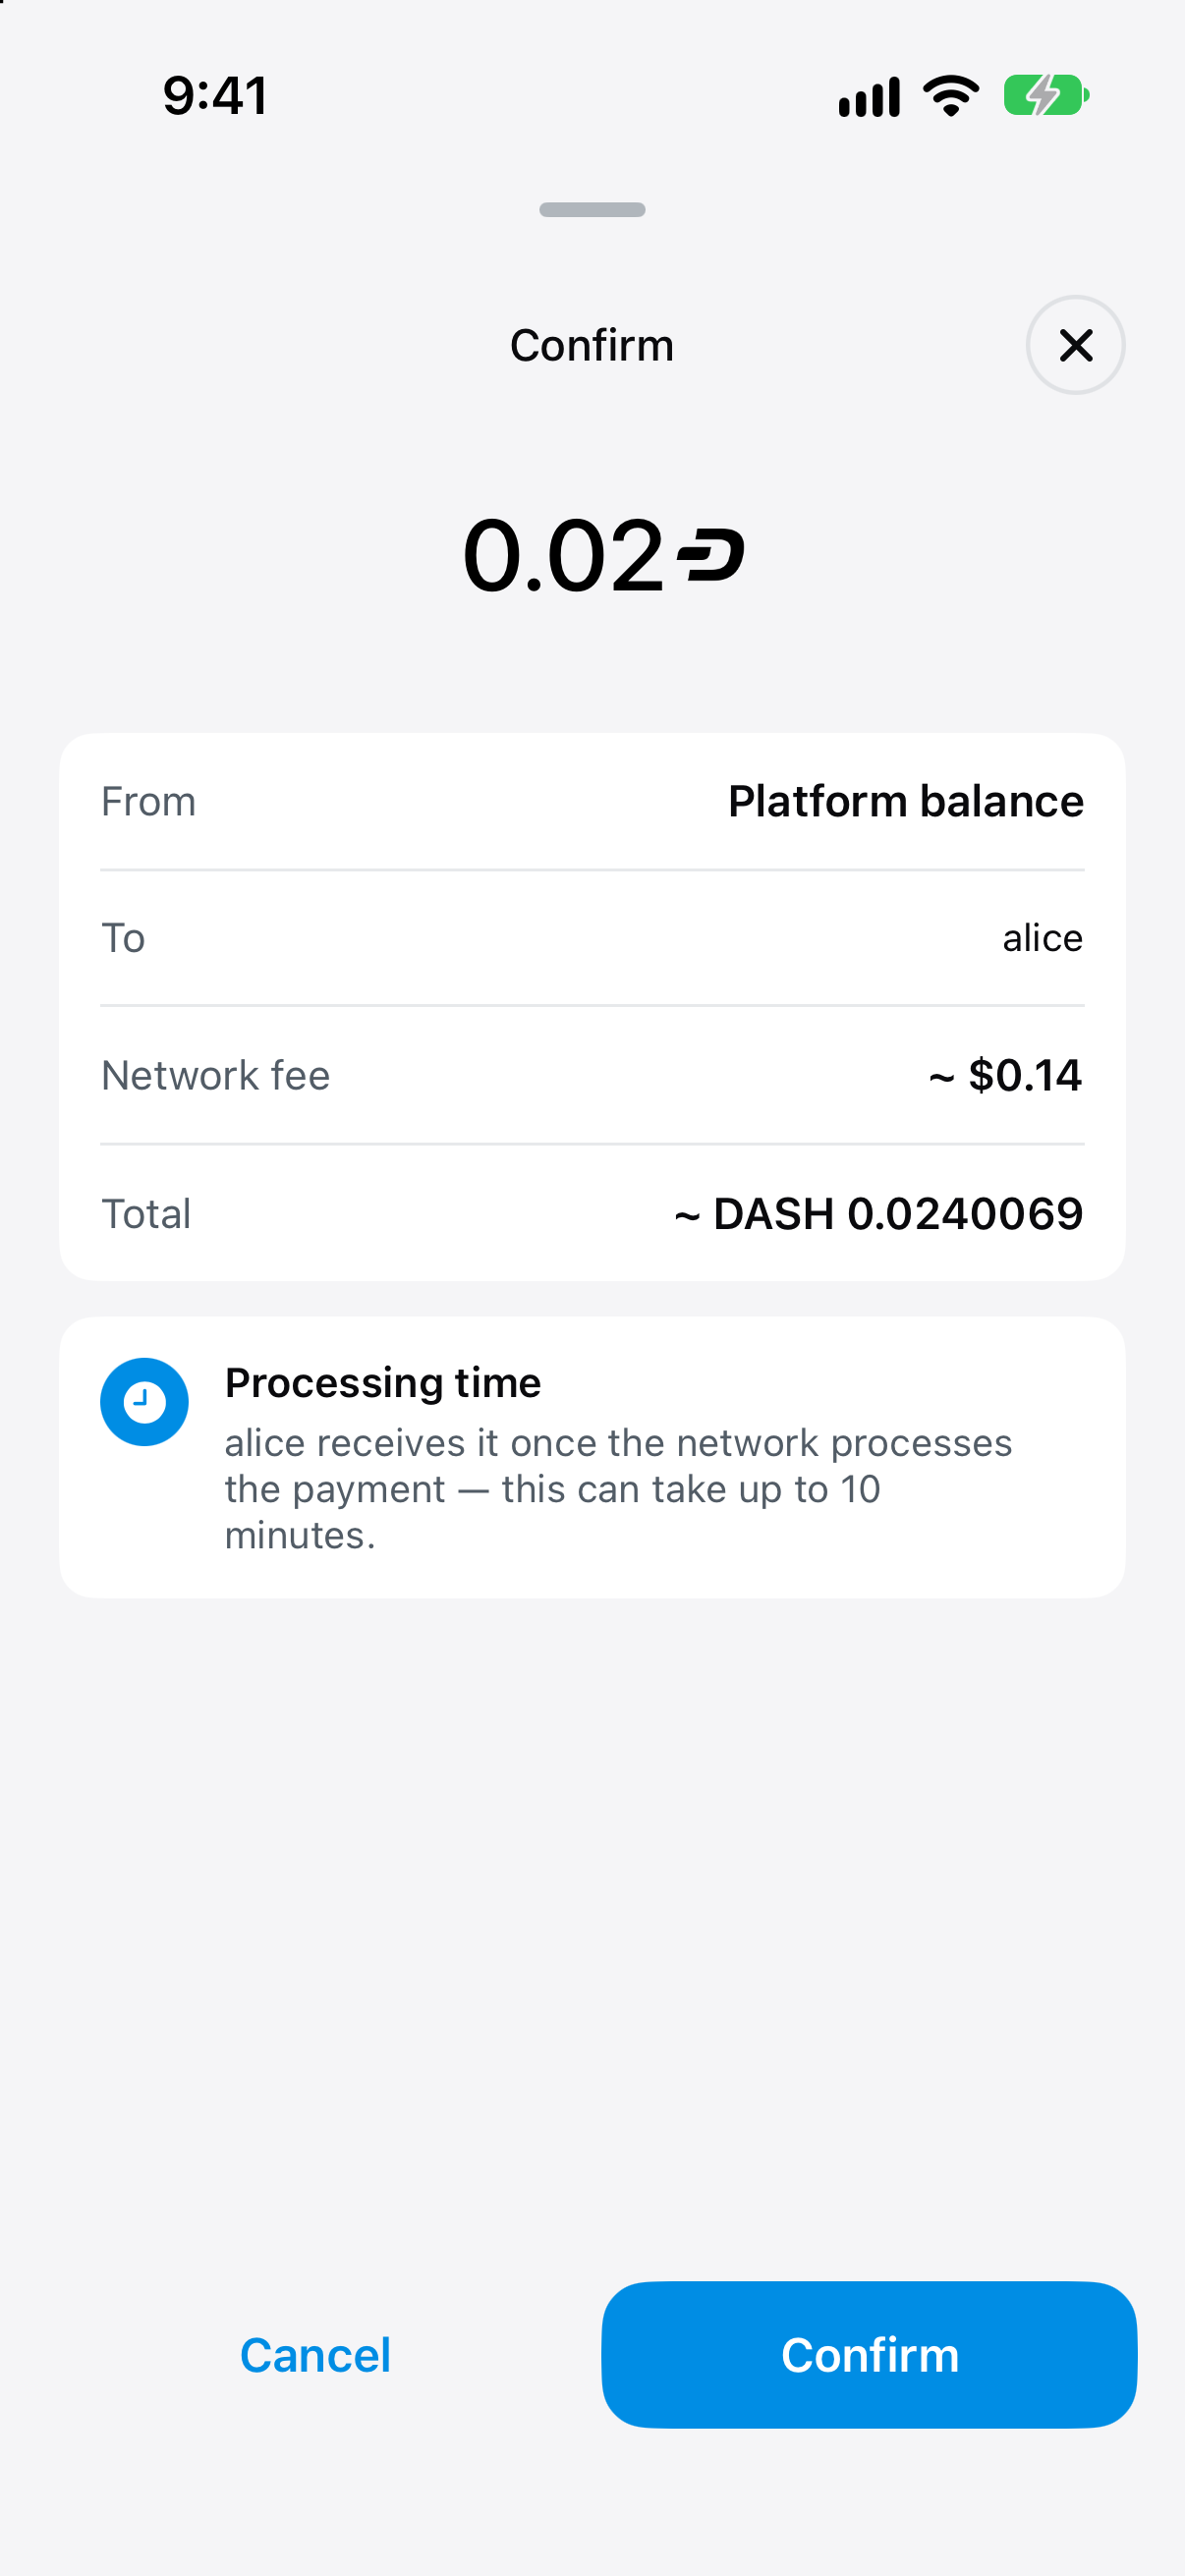 9:41
Confirm
0.02
From Platform balance
To alice
Network fee ~ $0.14
Total ~ DASH 0.0240069
Processing time
alice receives it once the network processes
the payment — this can take up to 10
minutes.
Cancel Confirm